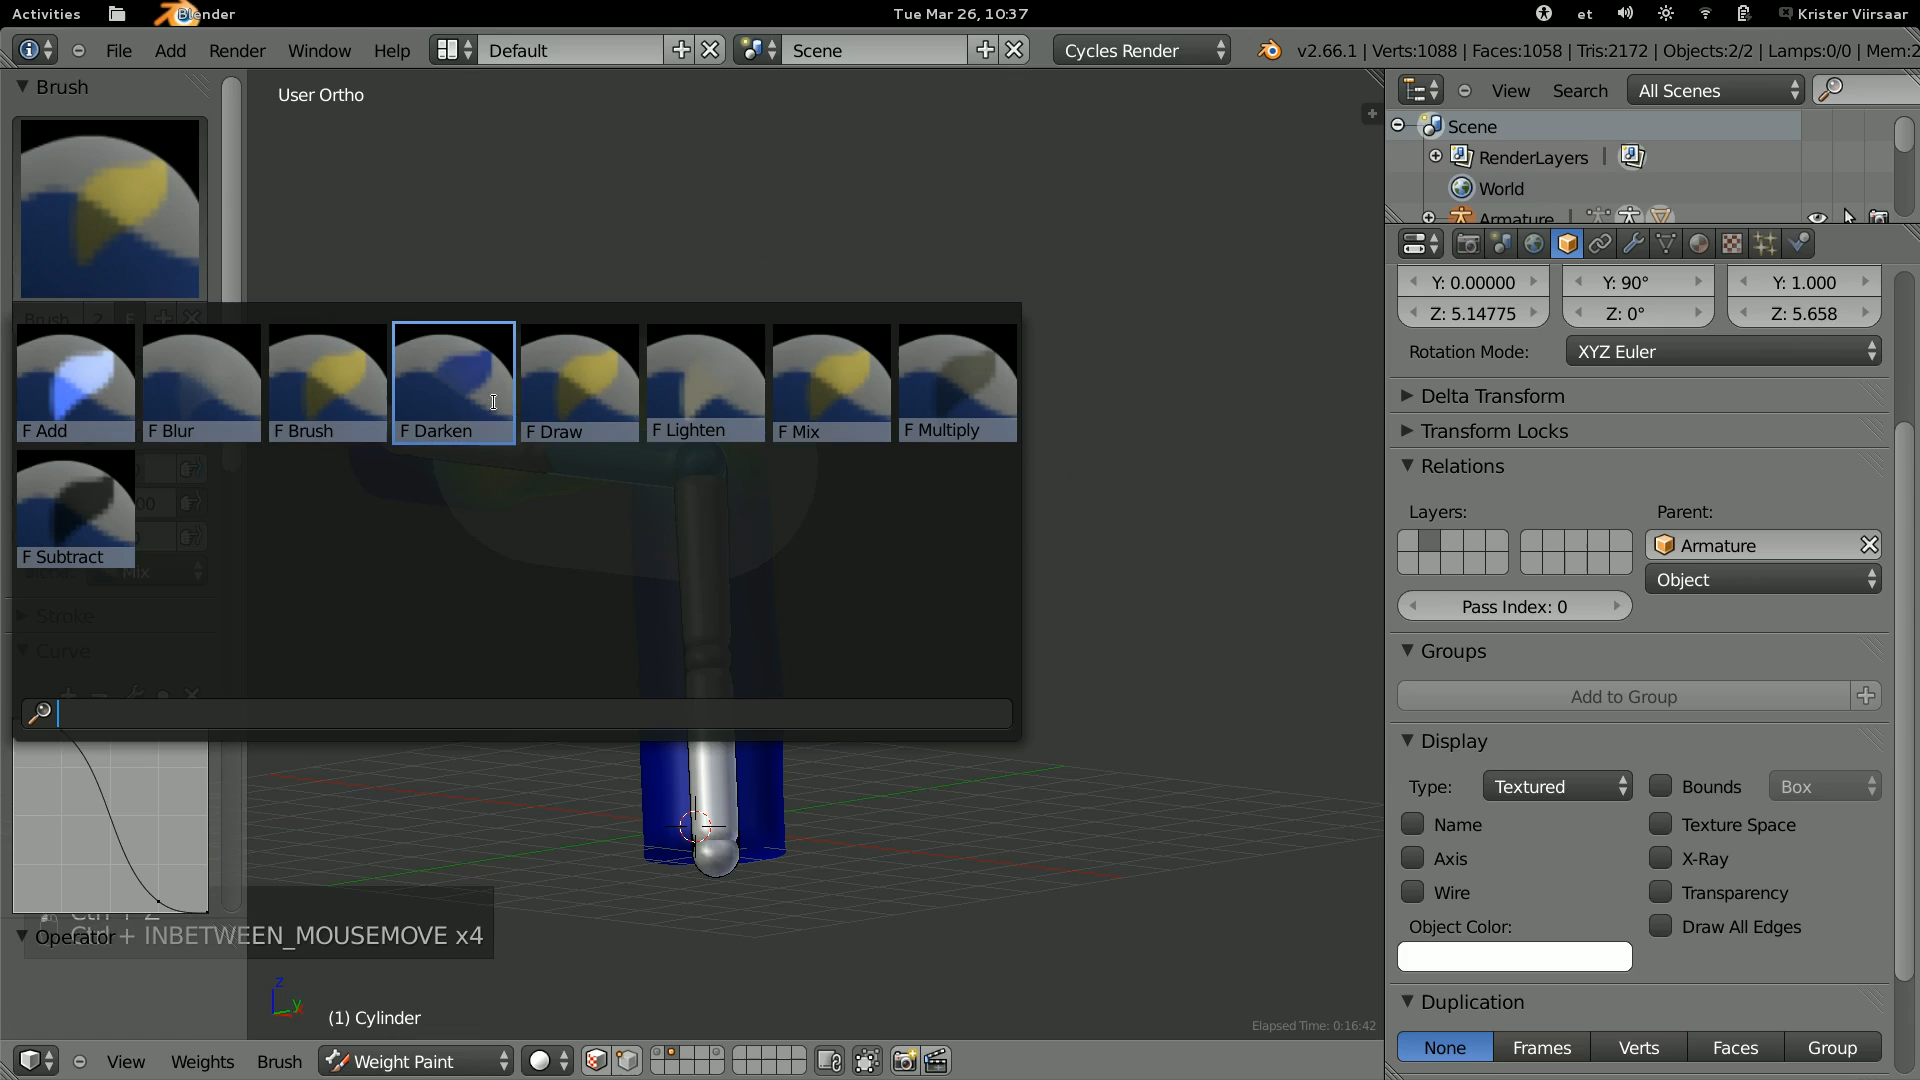 Activities Blender Tue Mar 26, 10:37 et Krister Viirsaar
File Add Render Window Help Default Scene Cycles Render v2.66.1 | Verts:1088 | Faces:1058 | Tris:2172 | Objects:2/2 | Lamps:0/0 | Mem:2
Brush
User Ortho
Brush 2 F
F Add F Blur F Brush F Darken F Draw F Lighten F Mix F Multiply
F Subtract
Mix
Stroke
Curve
Ctrl + Z
Operator
Ctrl + INBETWEEN_MOUSEMOVE x4
(1) Cylinder
Elapsed Time: 0:16:42
View Weights Brush Weight Paint
View Search All Scenes
Scene
RenderLayers |
World
Armature |
Y: 0.00000 Y: 90° Y: 1.000
Z: 5.14775 Z: 0° Z: 5.658
Rotation Mode: XYZ Euler
Delta Transform
Transform Locks
Relations
Layers: Parent:
Armature
Object
Pass Index: 0
Groups
Add to Group
Display
Type: Textured Bounds Box
Name Texture Space
Axis X-Ray
Wire Transparency
Object Color: Draw All Edges
Duplication
None Frames Verts Faces Group